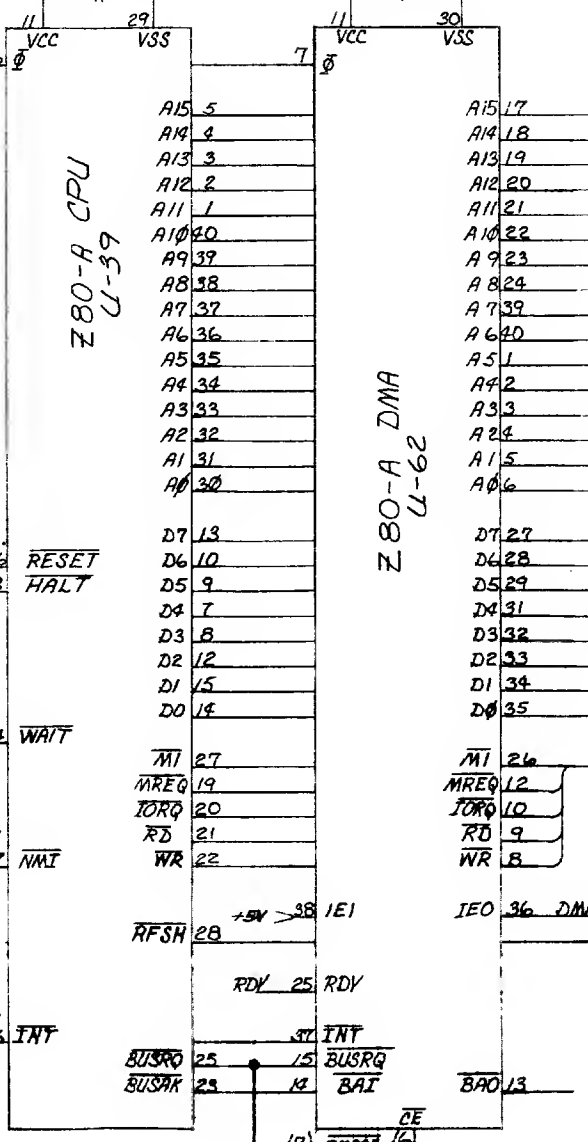 11 29 11 30
VCC VSS VCC VSS
Φ 7 Φ
A15 5 A15 17
A14 4 A14 18
A13 3 A13 19
A12 2 A12 20
A11 1 A11 21
A1Ø 40 A1Ø 22
A9 39 A9 23
A8 38 A8 24
A7 37 A7 39
A6 36 A6 40
A5 35 A5 1
A4 34 A4 2
A3 33 A3 3
A2 32 A2 4
A1 31 A1 5
AØ 3Ø AØ 6
Z80-A CPU
U-39
Z80-A DMA
U-62
D7 13 D7 27
RESET D6 10 D6 28
HALT D5 9 D5 29
D4 7 D4 31
D3 8 D3 32
D2 12 D2 33
D1 15 D1 34
D0 14 DØ 35
WAIT
M1 27 M1 26
MREQ 19 MREQ 12
IORQ 20 IORQ 10
RD 21 RD 9
NMI WR 22 WR 8
+5V 38 IEI IEO 36 DM
RFSH 28
RDY 25 RDY
INT 37 INT
BUSRQ 25 15 BUSRQ
BUSAK 23 14 BAI BAO 13
CE